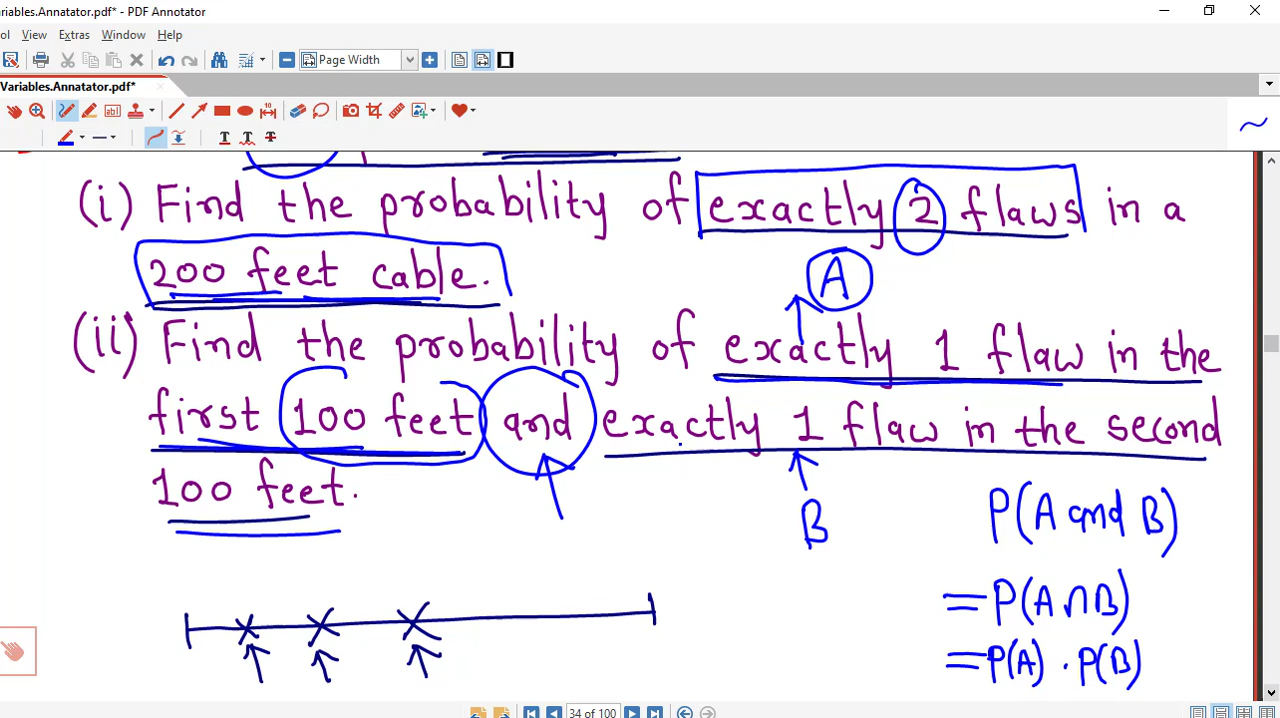 ariables.Annatator.pdf* - PDF Annotator
ol View Extras Window Help
Page Width
Variables.Annatator.pdf*
(i) Find the probability of exactly 2 flaws in a
200 feet cable.
A
(ii) Find the probability of exactly 1 flaw in the
first 100 feet and exactly 1 flaw in the second
100 feet.
B
P(A and B)
= P(A ∩ B)
= P(A) · P(B)
34 of 100